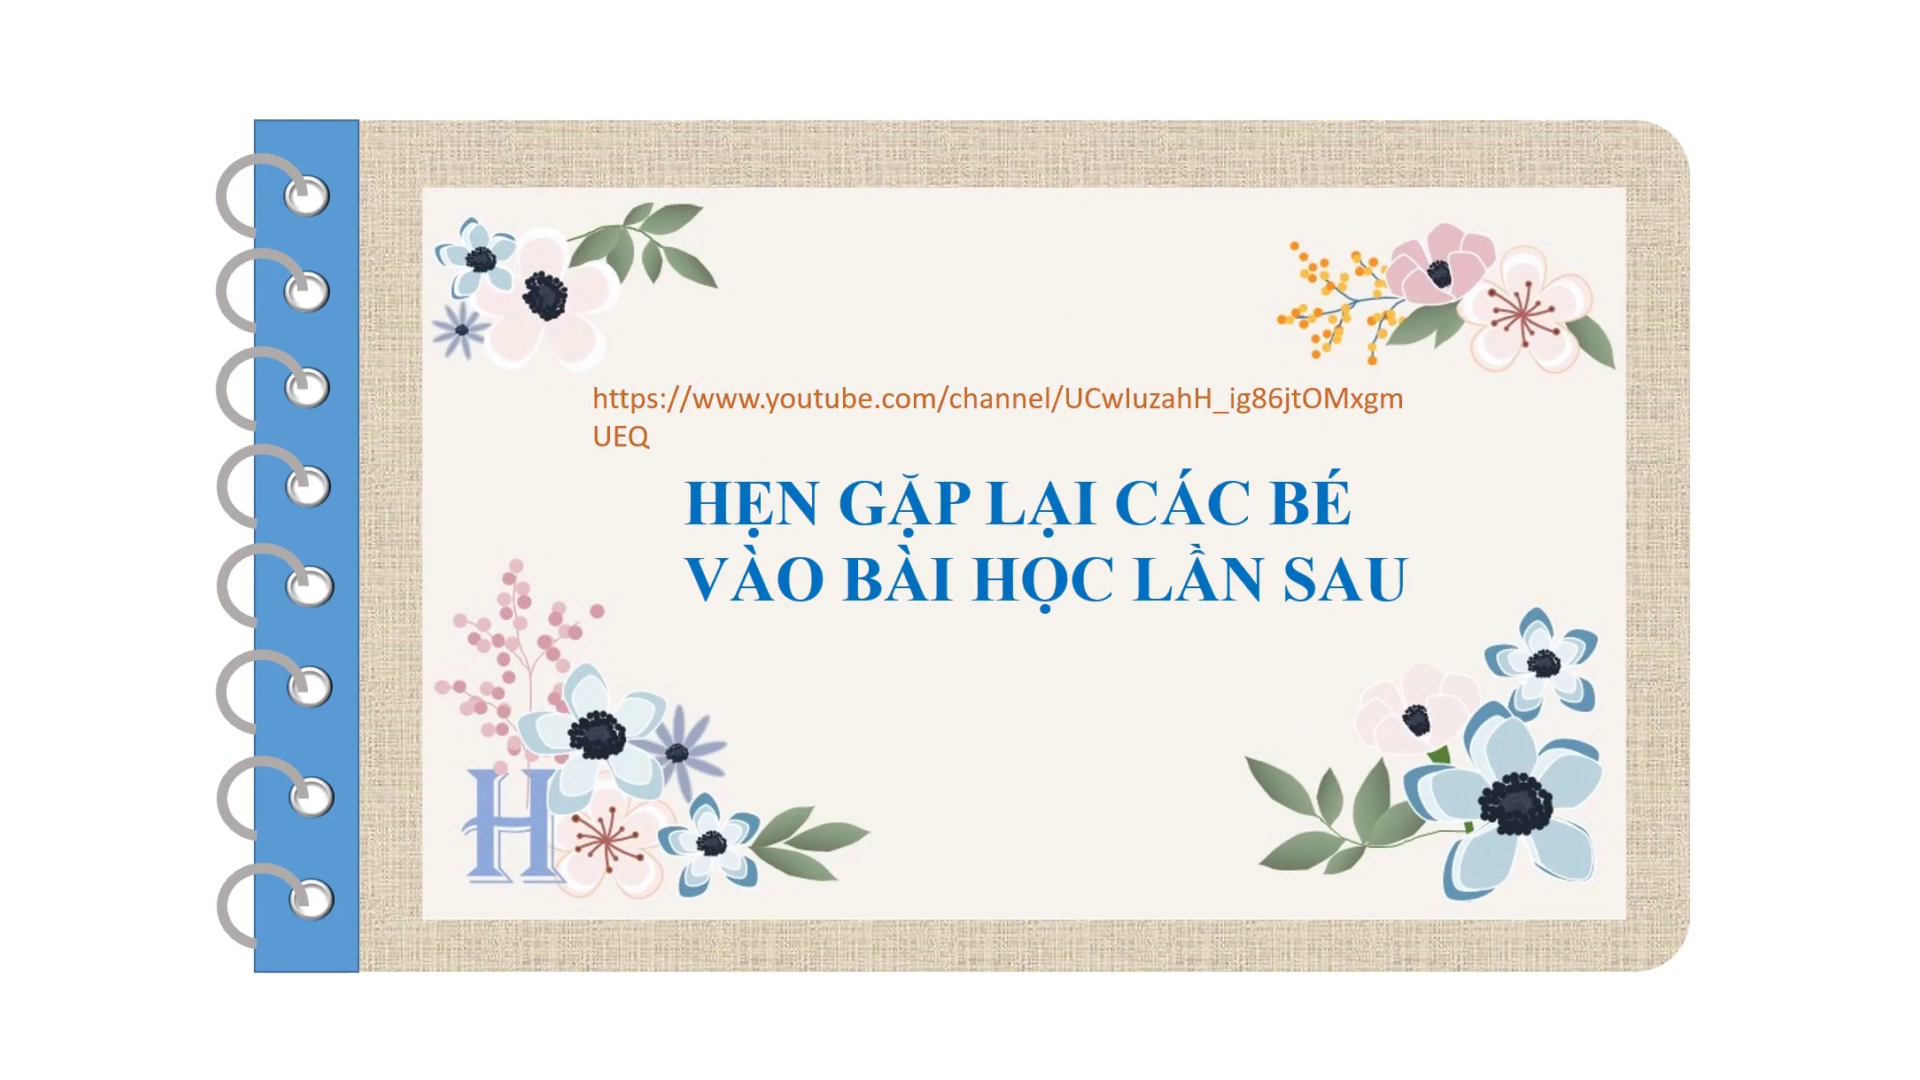 https://www.youtube.com/channel/UCwIuzahH_ig86jtOMxgm
UEQ
HẸN GẶP LẠI CÁC BÉ
VÀO BÀI HỌC LẦN SAU
H